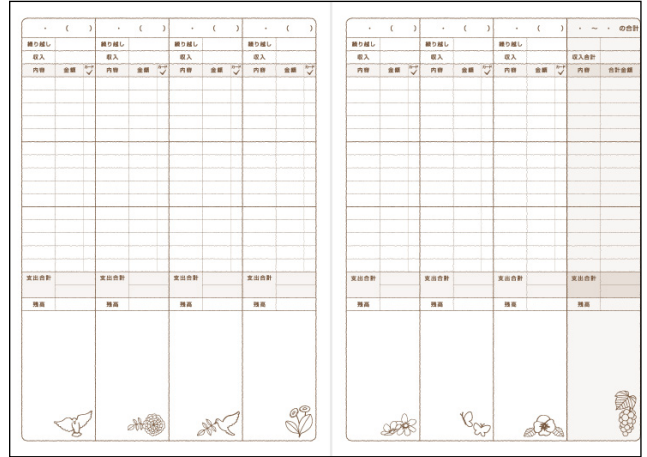 ・ （ ） ・ （ ） ・ （ ） ・ （ ）
繰り越し 繰り越し 繰り越し 繰り越し
収入 収入 収入 収入
内容 金額 カード 内容 金額 カード 内容 金額 カード 内容 金額 カード
支出合計 支出合計 支出合計 支出合計
残高 残高 残高 残高
・ （ ） ・ （ ） ・ （ ） ・ ～ ・ の合計
繰り越し 繰り越し 繰り越し
収入 収入 収入 収入合計
内容 金額 カード 内容 金額 カード 内容 金額 カード 内容 合計金額
支出合計 支出合計 支出合計 支出合計
残高 残高 残高 残高